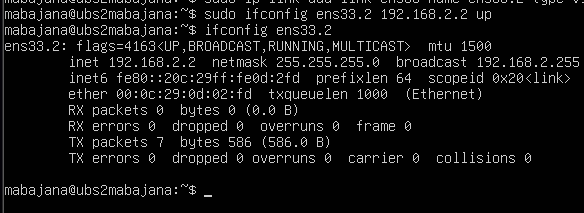 mabajana@ubs2mabajana:~$ sudo ip link add link ens33 name ens33.2 type
mabajana@ubs2mabajana:~$ sudo ifconfig ens33.2 192.168.2.2 up
mabajana@ubs2mabajana:~$ ifconfig ens33.2
ens33.2: flags=4163<UP,BROADCAST,RUNNING,MULTICAST>  mtu 1500
        inet 192.168.2.2  netmask 255.255.255.0  broadcast 192.168.2.255
        inet6 fe80::20c:29ff:fe0d:2fd  prefixlen 64  scopeid 0x20<link>
        ether 00:0c:29:0d:02:fd  txqueuelen 1000  (Ethernet)
        RX packets 0  bytes 0 (0.0 B)
        RX errors 0  dropped 0  overruns 0  frame 0
        TX packets 7  bytes 586 (586.0 B)
        TX errors 0  dropped 0 overruns 0  carrier 0  collisions 0
mabajana@ubs2mabajana:~$ _